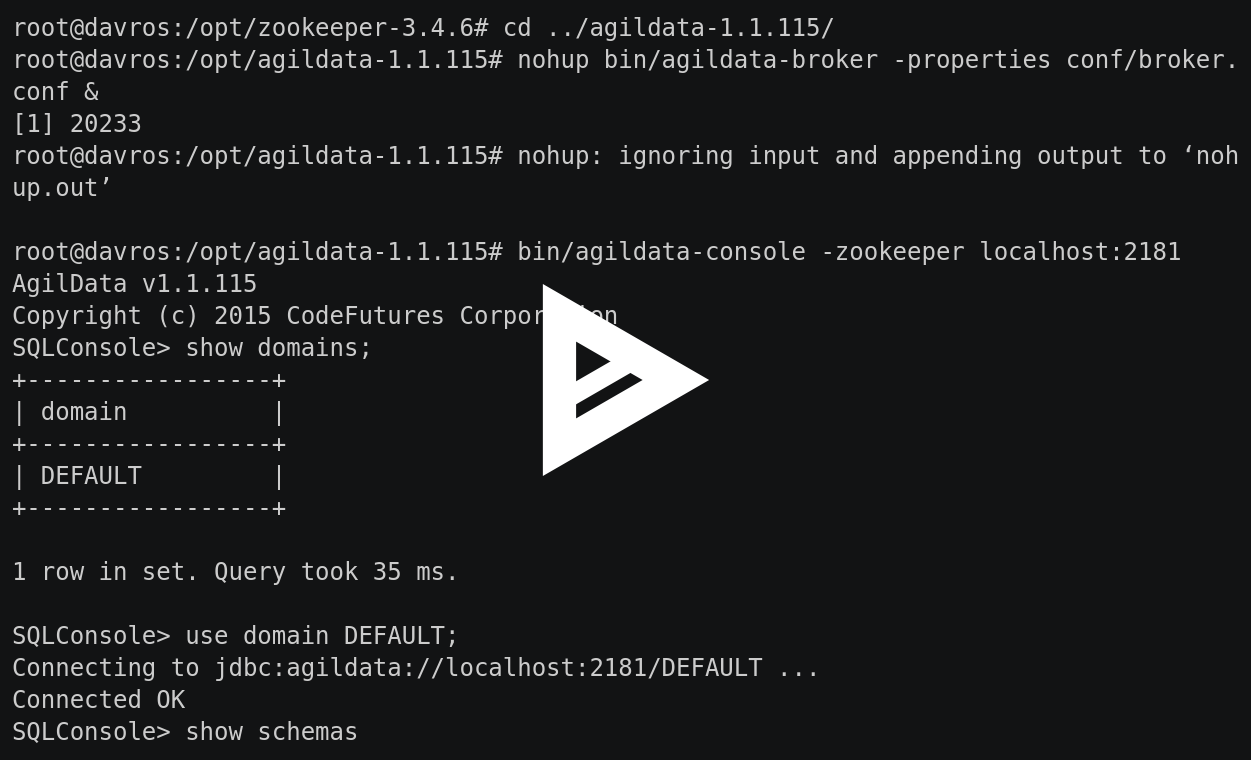 root@davros:/opt/zookeeper-3.4.6# cd ../agildata-1.1.115/
root@davros:/opt/agildata-1.1.115# nohup bin/agildata-broker -properties conf/broker.
conf &
[1] 20233
root@davros:/opt/agildata-1.1.115# nohup: ignoring input and appending output to ‘noh
up.out’
root@davros:/opt/agildata-1.1.115# bin/agildata-console -zookeeper localhost:2181
AgilData v1.1.115
Copyright (c) 2015 CodeFutures Corporation
SQLConsole> show domains;
+-----------------+
| domain          |
+-----------------+
| DEFAULT         |
+-----------------+
1 row in set. Query took 35 ms.
SQLConsole> use domain DEFAULT;
Connecting to jdbc:agildata://localhost:2181/DEFAULT ...
Connected OK
SQLConsole> show schemas